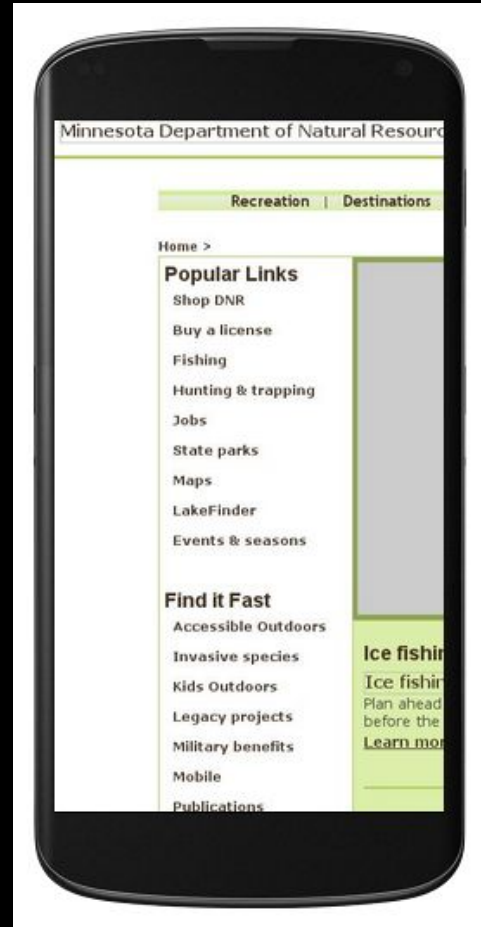 Minnesota Department of Natural Resourc
Recreation | Destinations
Home >
Popular Links
Shop DNR
Buy a license
Fishing
Hunting & trapping
Jobs
State parks
Maps
LakeFinder
Events & seasons
Find it Fast
Accessible Outdoors
Invasive species
Kids Outdoors
Legacy projects
Military benefits
Mobile
Publications
Ice fishin
Ice fishin
Plan ahead
before the
Learn mor